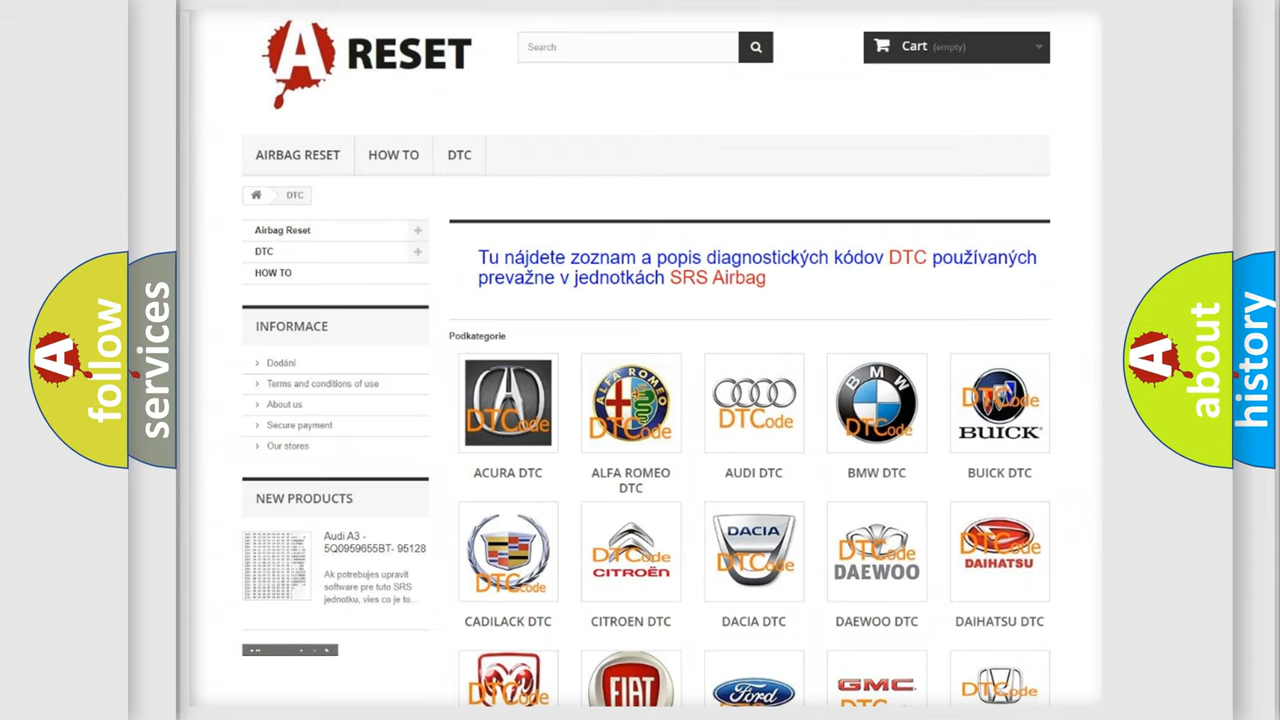 A RESET
Search
Cart (empty)
AIRBAG RESET
HOW TO
DTC
DTC
Airbag Reset
DTC
HOW TO
Tu nájdete zoznam a popis diagnostických kódov DTC používaných
prevažne v jednotkách SRS Airbag
INFORMACE
Dodání
Terms and conditions of use
About us
Secure payment
Our stores
Podkategorie
DTCode
ALFA ROMEO
DTCode
DTCode
BMW
DTCode
DTCode
BUICK
ACURA DTC
ALFA ROMEO
DTC
AUDI DTC
BMW DTC
BUICK DTC
NEW PRODUCTS
Audi A3 -
5Q0959655BT- 95128
Ak potrebujes upravit
software pre tuto SRS
jednotku, vies co je to...
DTCode
DTCode
CITROËN
DACIA
DTCode
DTCode
DAEWOO
DTCode
DAIHATSU
CADILACK DTC
CITROEN DTC
DACIA DTC
DAEWOO DTC
DAIHATSU DTC
DTCode
FIAT
Ford
GMC
DTCode
A follow
services
A about
history